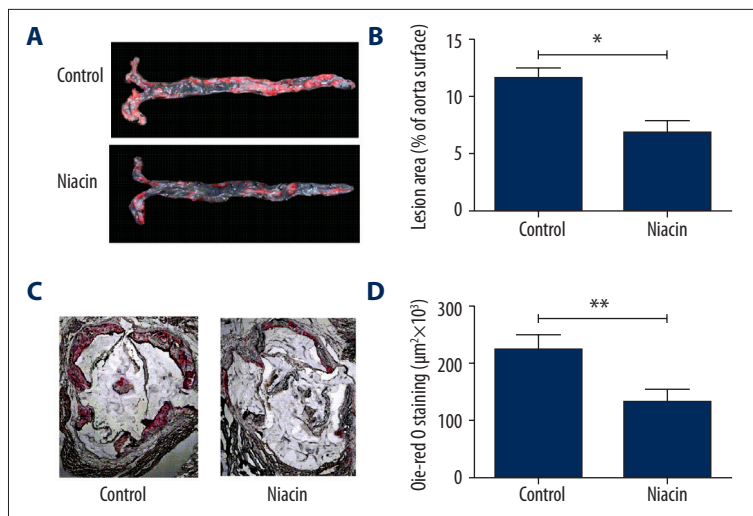 A
Control
Niacin
B
Lesion area (% of aorta surface)
15
10
5
0
*
Control
Niacin
C
Control
Niacin
D
Oie-red O staining (µm²×10³)
300
200
100
0
**
Control
Niacin